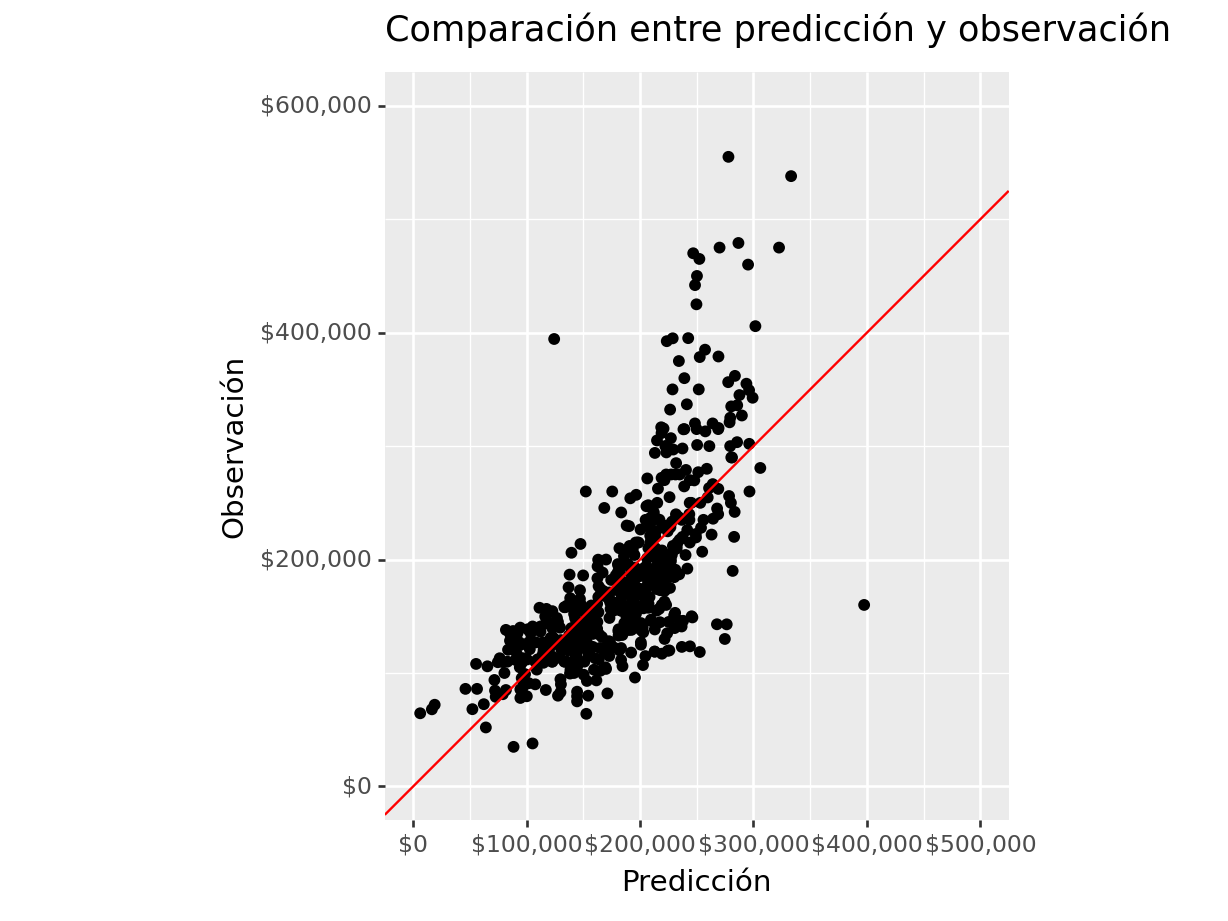 Comparación entre predicción y observación
$600,000
$400,000
$200,000
$0
Observación
$0 $100,000 $200,000 $300,000 $400,000 $500,000
Predicción